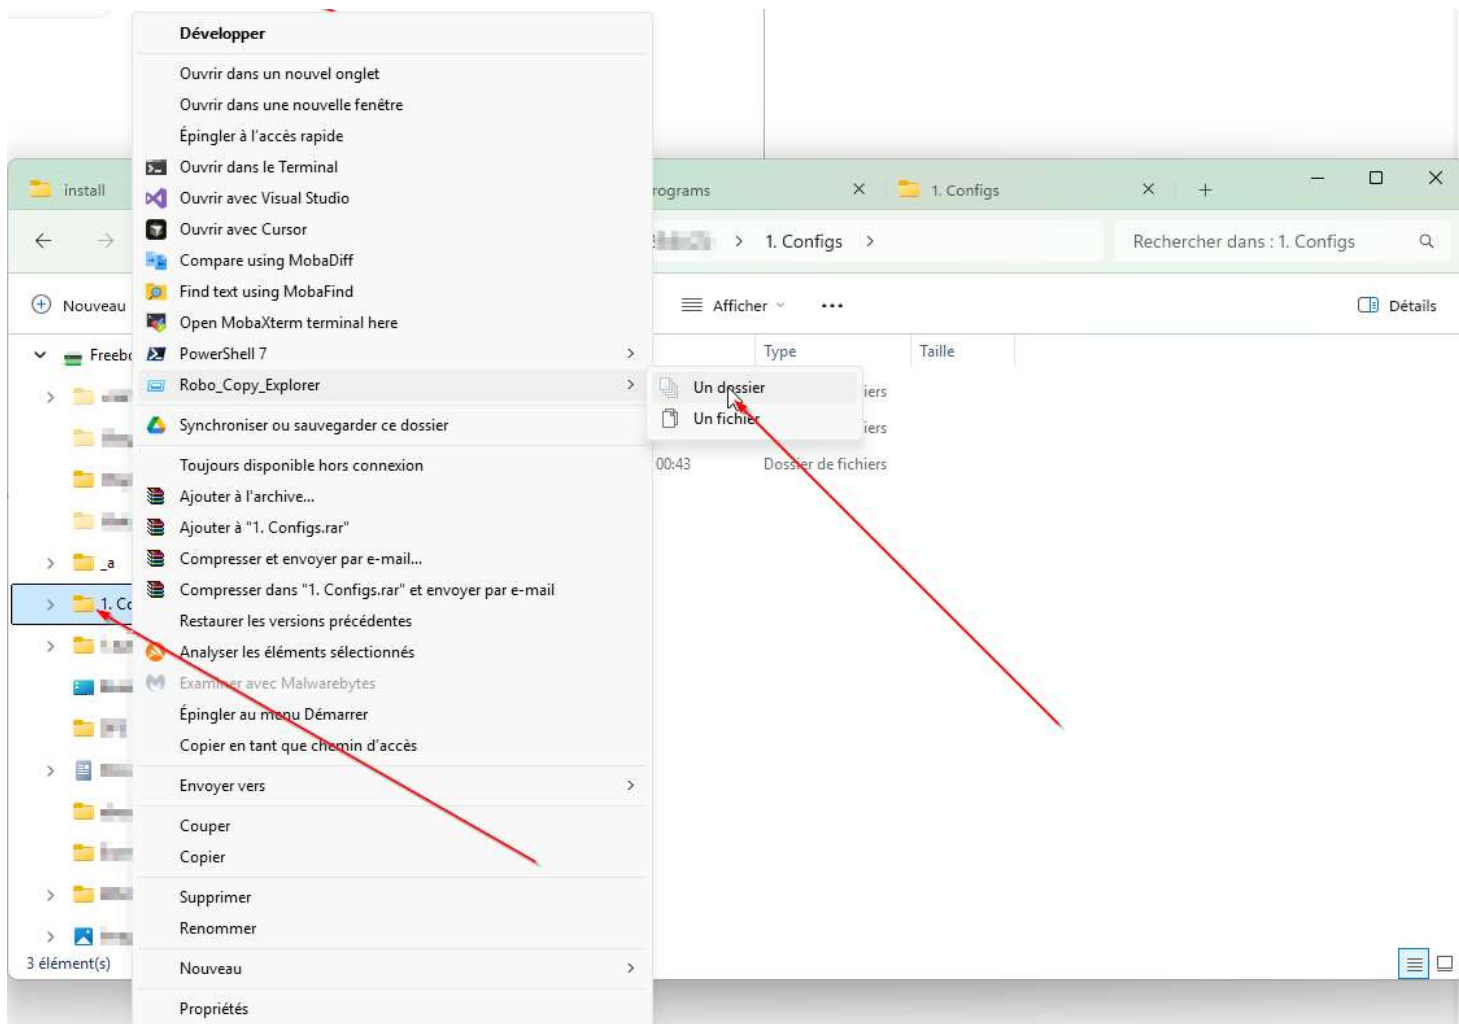 Développer
Ouvrir dans un nouvel onglet
Ouvrir dans une nouvelle fenêtre
Épingler à l'accès rapide
Ouvrir dans le Terminal
Ouvrir avec Visual Studio
Ouvrir avec Cursor
Compare using MobaDiff
Find text using MobaFind
Open MobaXterm terminal here
PowerShell 7
Robo_Copy_Explorer
Synchroniser ou sauvegarder ce dossier
Toujours disponible hors connexion
Ajouter à l'archive...
Ajouter à "1. Configs.rar"
Compresser et envoyer par e-mail...
Compresser dans "1. Configs.rar" et envoyer par e-mail
Restaurer les versions précédentes
Analyser les éléments sélectionnés
Examiner avec Malwarebytes
Épingler au menu Démarrer
Copier en tant que chemin d'accès
Envoyer vers
Couper
Copier
Supprimer
Renommer
Nouveau
Propriétés
Un dossier
Un fichier
install
rograms
1. Configs
1. Configs
Rechercher dans : 1. Configs
Nouveau
Afficher
Détails
Type
Taille
iers
iers
00:43
Dossier de fichiers
Freebo
_a
1. Co
3 élément(s)